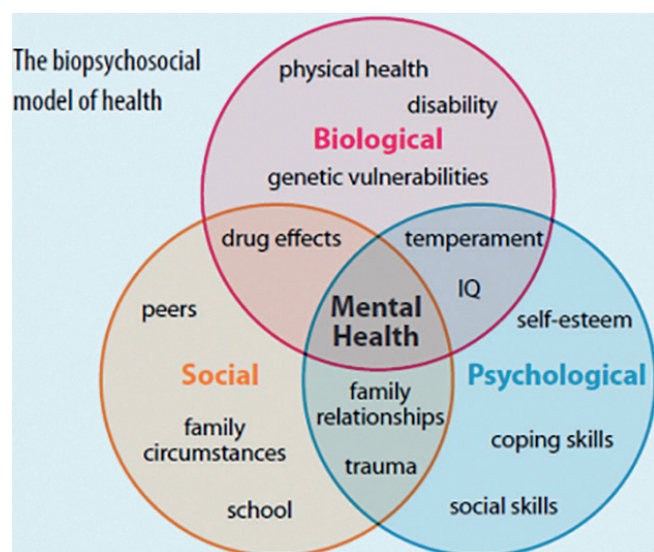 The biopsychosocial
model of health
physical health
disability
Biological
genetic vulnerabilities
drug effects
temperament
IQ
Mental
Health
peers
self-esteem
Social
Psychological
family
relationships
family
circumstances
coping skills
trauma
school
social skills